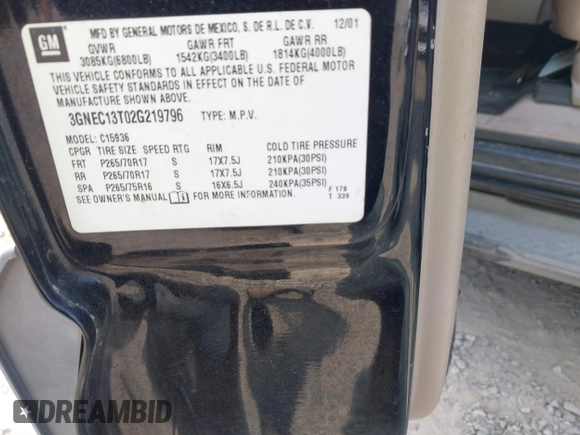 GM
MFD BY GENERAL MOTORS DE MEXICO, S. DE R.L. DE C.V. 12/01
GVWR GAWR FRT GAWR RR
3085KG(6800LB) 1542KG(3400LB) 1814KG(4000LB)
THIS VEHICLE CONFORMS TO ALL APPLICABLE U.S. FEDERAL MOTOR
VEHICLE SAFETY STANDARDS IN EFFECT ON THE DATE OF
MANUFACTURE SHOWN ABOVE.
3GNEC13T02G219796 TYPE: M.P.V.
MODEL: C15936
CPGR TIRE SIZE SPEED RTG RIM COLD TIRE PRESSURE
FRT P265/70R17 S 17X7.5J 210KPA(30PSI)
RR P265/70R17 S 17X7.5J 210KPA(30PSI)
SPA P265/75R16 S 16X6.5J 240KPA(35PSI)
SEE OWNER'S MANUAL FOR MORE INFORMATION.
F 178
T 339
DREAMBID